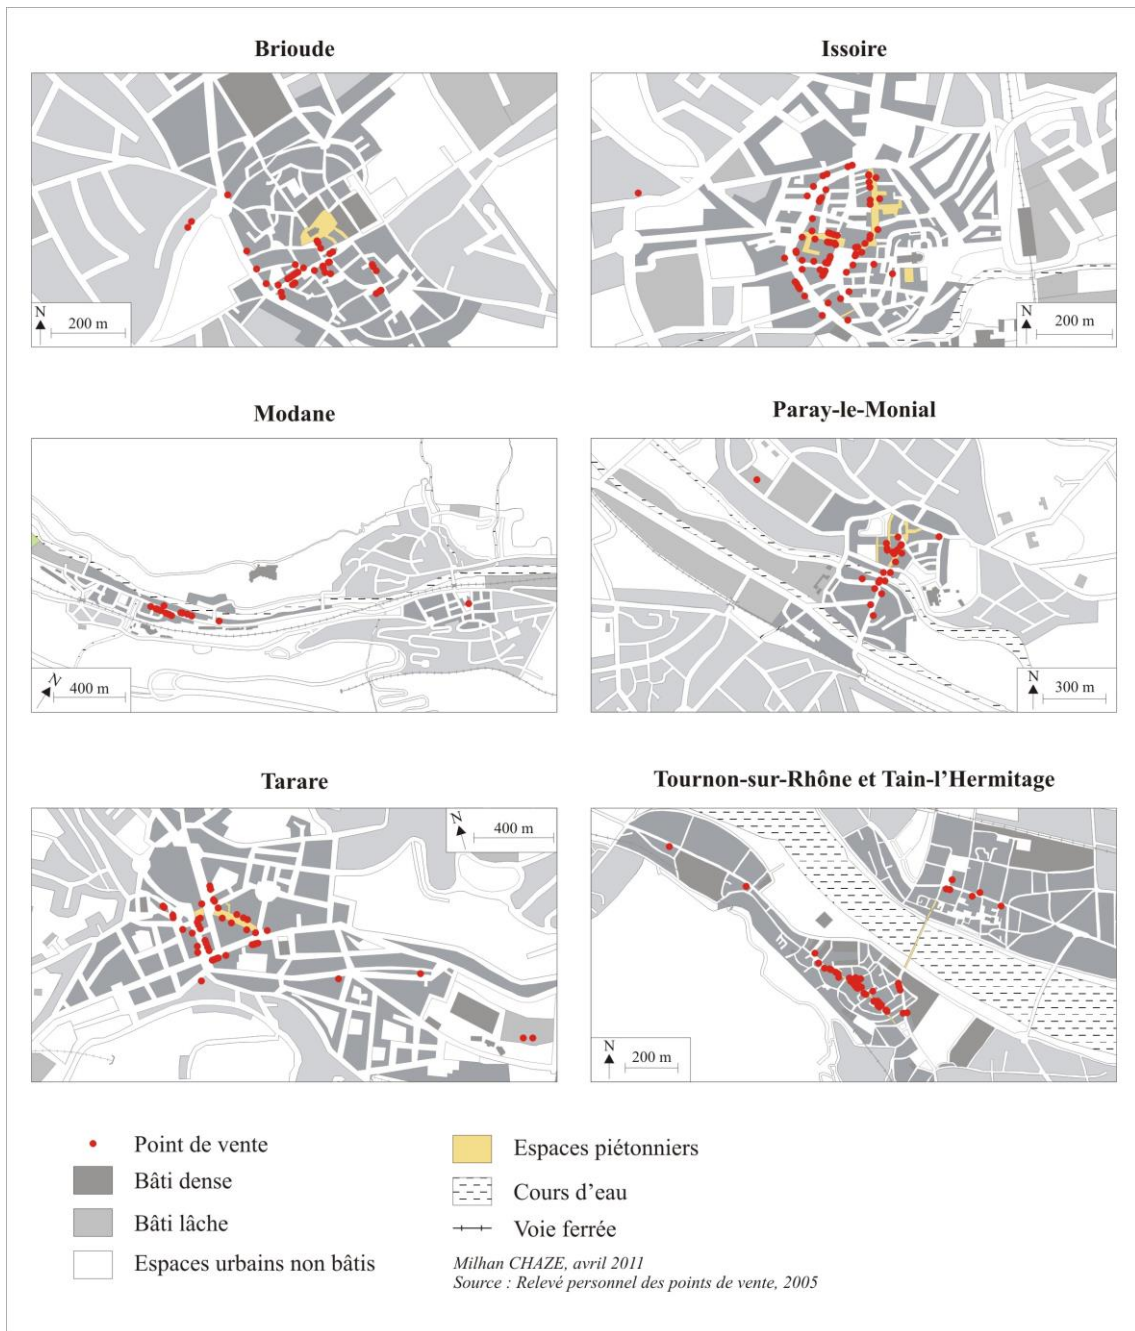 Brioude
Issoire
N
200 m
N
200 m
Modane
Paray-le-Monial
N
400 m
N
300 m
Tarare
Tournon-sur-Rhône et Tain-l’Hermitage
N
400 m
N
200 m
Point de vente
Bâti dense
Bâti lâche
Espaces urbains non bâtis
Espaces piétonniers
Cours d’eau
Voie ferrée
Milhan CHAZE, avril 2011
Source : Relevé personnel des points de vente, 2005